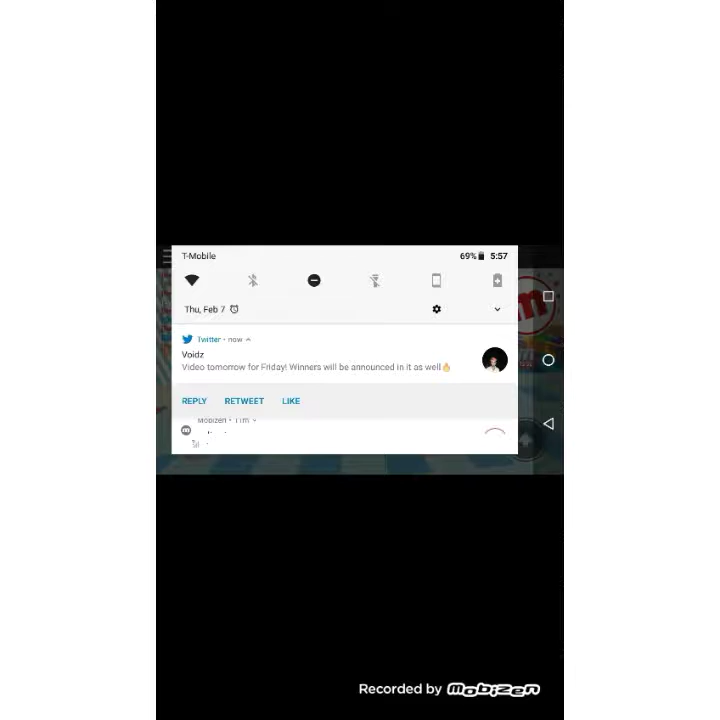 T-Mobile 69% 5:57
Thu, Feb 7
Twitter • now
Voidz
Video tomorrow for Friday! Winners will be announced in it as well🔥
REPLY RETWEET LIKE
Mobizen • 11m
Recorded by Mobizen